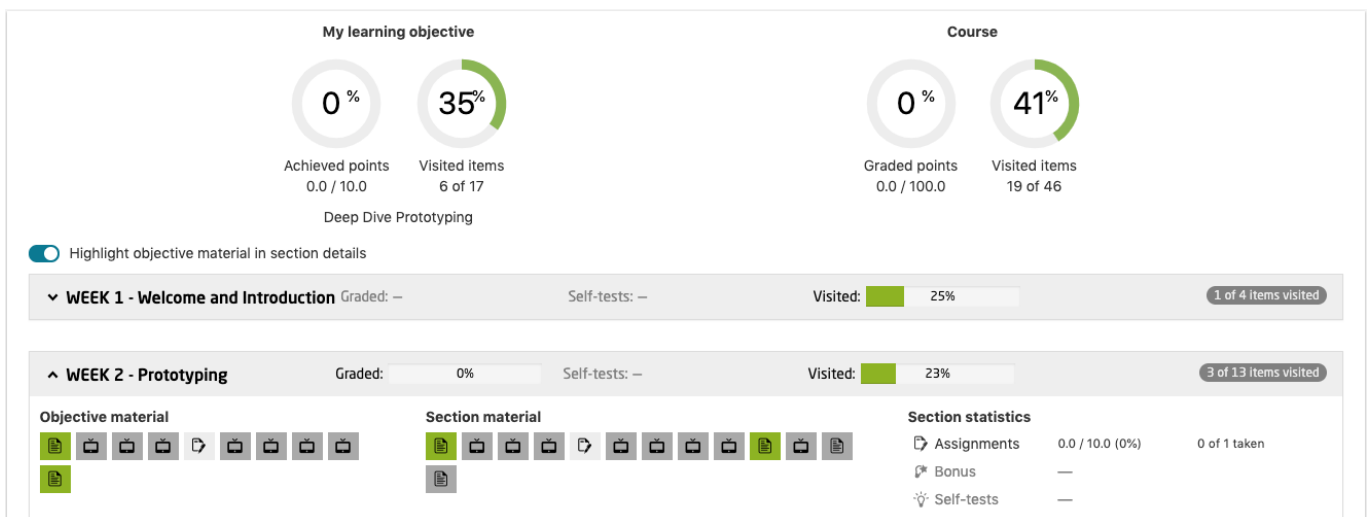 My learning objective
Course
0 %
35%
0 %
41%
Achieved points
Visited items
Graded points
Visited items
0.0 / 10.0
6 of 17
0.0 / 100.0
19 of 46
Deep Dive Prototyping
Highlight objective material in section details
WEEK 1 - Welcome and Introduction Graded: — Self-tests: — Visited: 25% 1 of 4 items visited
WEEK 2 - Prototyping Graded: 0% Self-tests: — Visited: 23% 3 of 13 items visited
Objective material
Section material
Section statistics
Assignments 0.0 / 10.0 (0%) 0 of 1 taken
Bonus —
Self-tests —